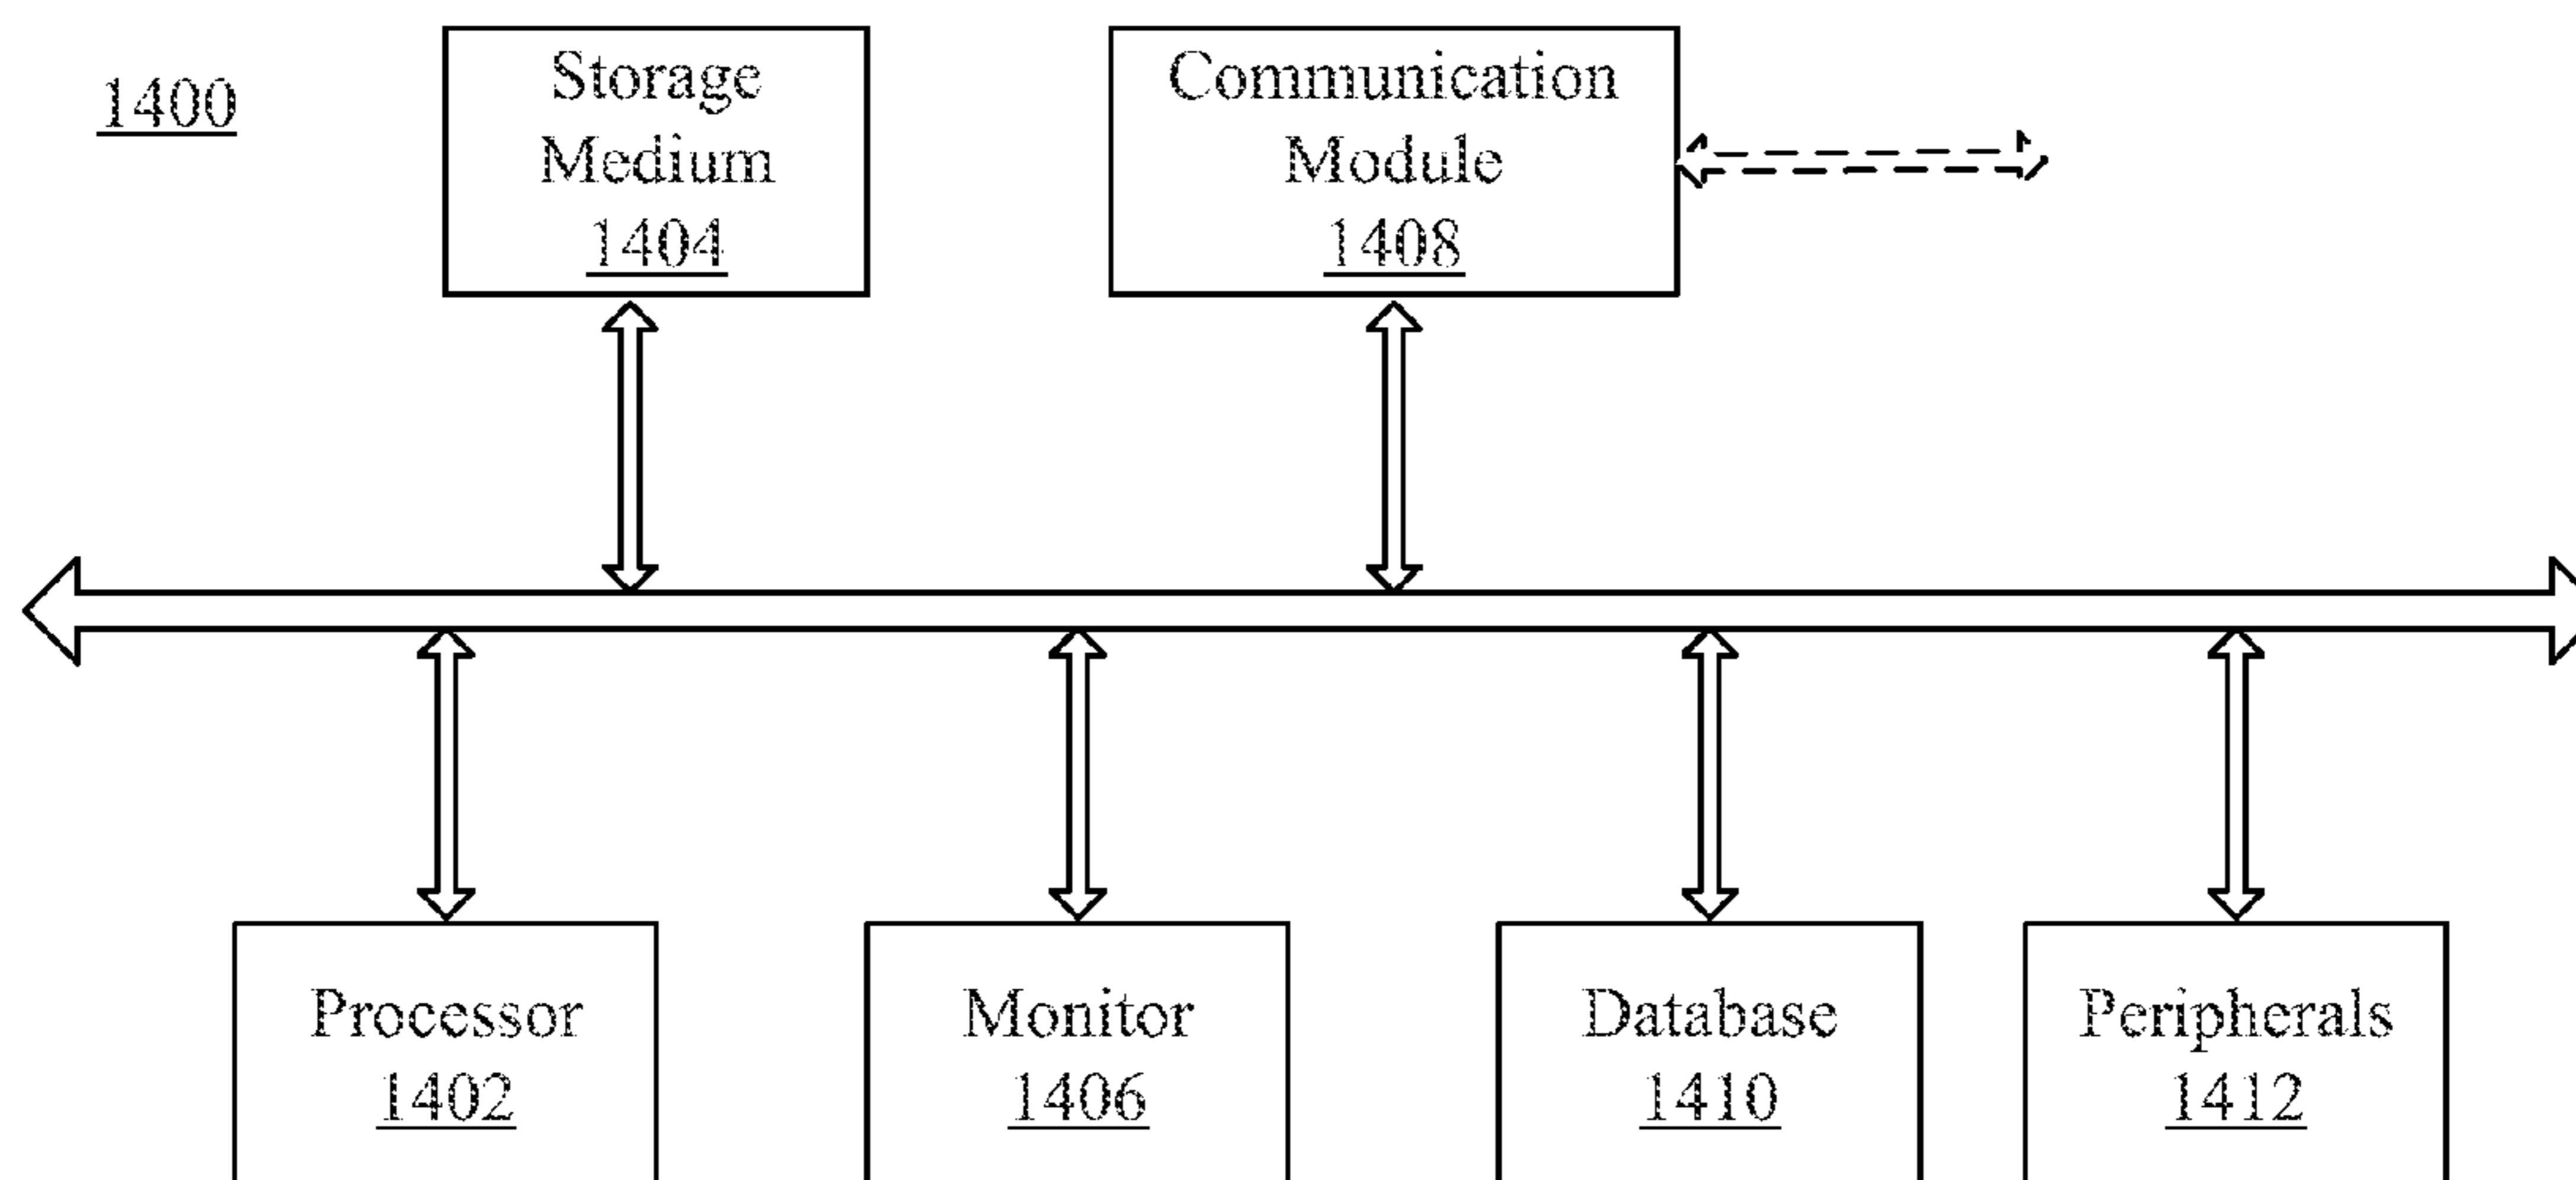 1400
Storage
Medium
1404
Communication
Module
1408
Processor
1402
Monitor
1406
Database
1410
Peripherals
1412